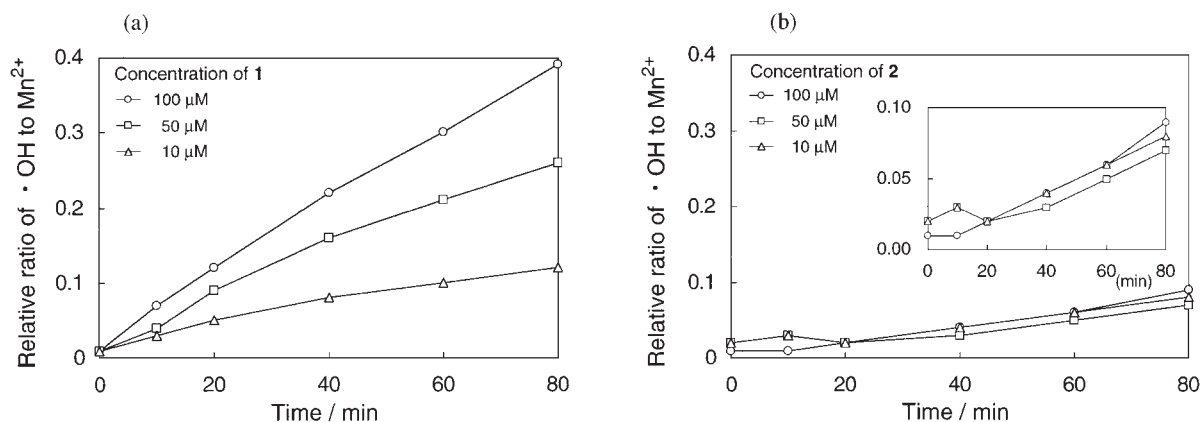 (a)
Relative ratio of ・OH to Mn2+
0.4
0.3
0.2
0.1
0
Concentration of 1
100 μM
50 μM
10 μM
0 20 40 60 80
Time / min
(b)
Relative ratio of ・OH to Mn2+
0.4
0.3
0.2
0.1
0
Concentration of 2
100 μM
50 μM
10 μM
0.10
0.05
0.00
0 20 40 60 80
(min)
0 20 40 60 80
Time / min